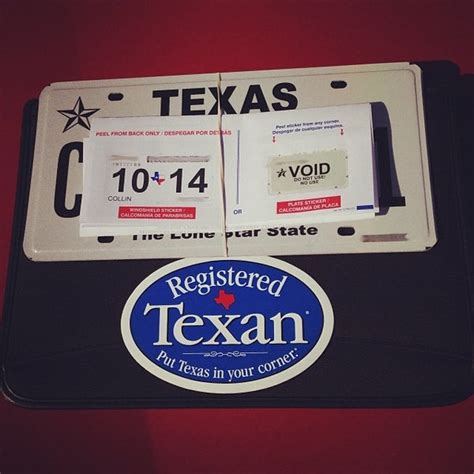 TEXAS
PEEL FROM BACK ONLY / DESPEGAR POR DETRAS
Peel sticker from any corner.
Despegar de cualquier esquina.
C
10 14
COLLIN
VOID
DO NOT USE/
NO USE
WINDSHIELD STICKER /
CALCOMANÍA DE PARABRISAS
OR
PLATE STICKER /
CALCOMANÍA DE PLACA
The Lone Star State
Registered
Texan
Put Texas in your corner.